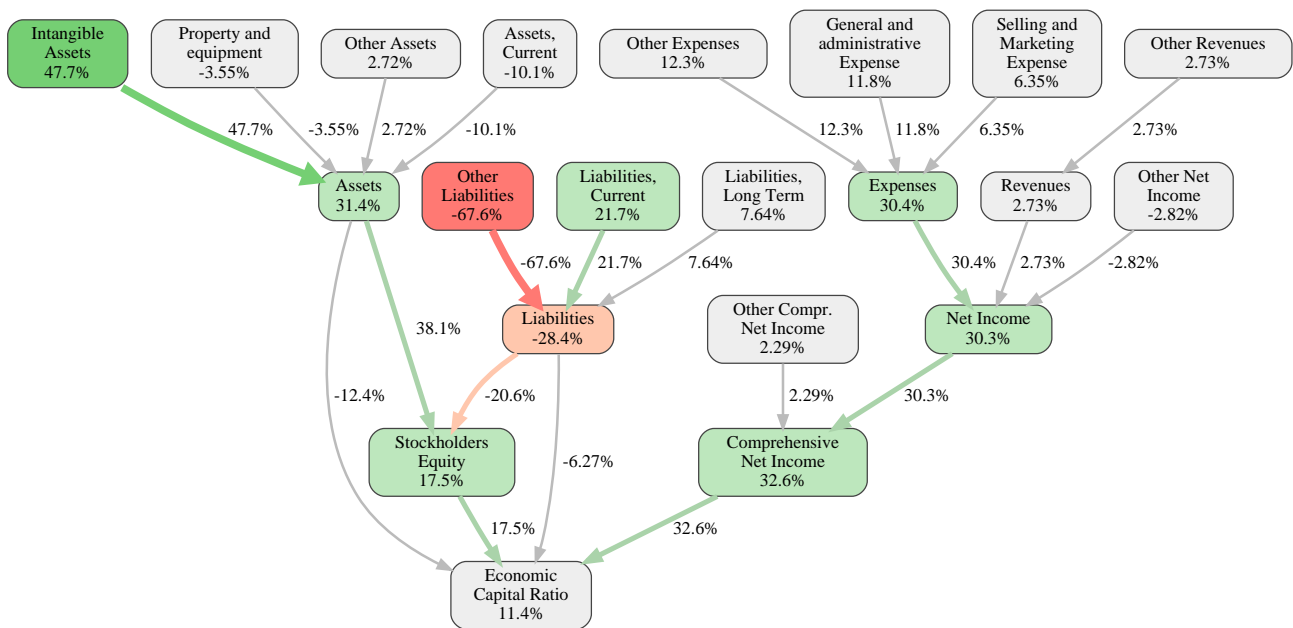 Intangible
Assets
47.7%
Property and
equipment
-3.55%
Other Assets
2.72%
Assets,
Current
-10.1%
Other Expenses
12.3%
General and
administrative
Expense
11.8%
Selling and
Marketing
Expense
6.35%
Other Revenues
2.73%
47.7%
-3.55%
2.72%
-10.1%
12.3%
11.8%
6.35%
2.73%
Assets
31.4%
Other
Liabilities
-67.6%
Liabilities,
Current
21.7%
Liabilities,
Long Term
7.64%
Expenses
30.4%
Revenues
2.73%
Other Net
Income
-2.82%
-67.6%
21.7%
7.64%
30.4%
2.73%
-2.82%
38.1%
Liabilities
-28.4%
Other Compr.
Net Income
2.29%
Net Income
30.3%
-12.4%
-20.6%
2.29%
30.3%
Stockholders
Equity
17.5%
-6.27%
Comprehensive
Net Income
32.6%
17.5%
32.6%
Economic
Capital Ratio
11.4%